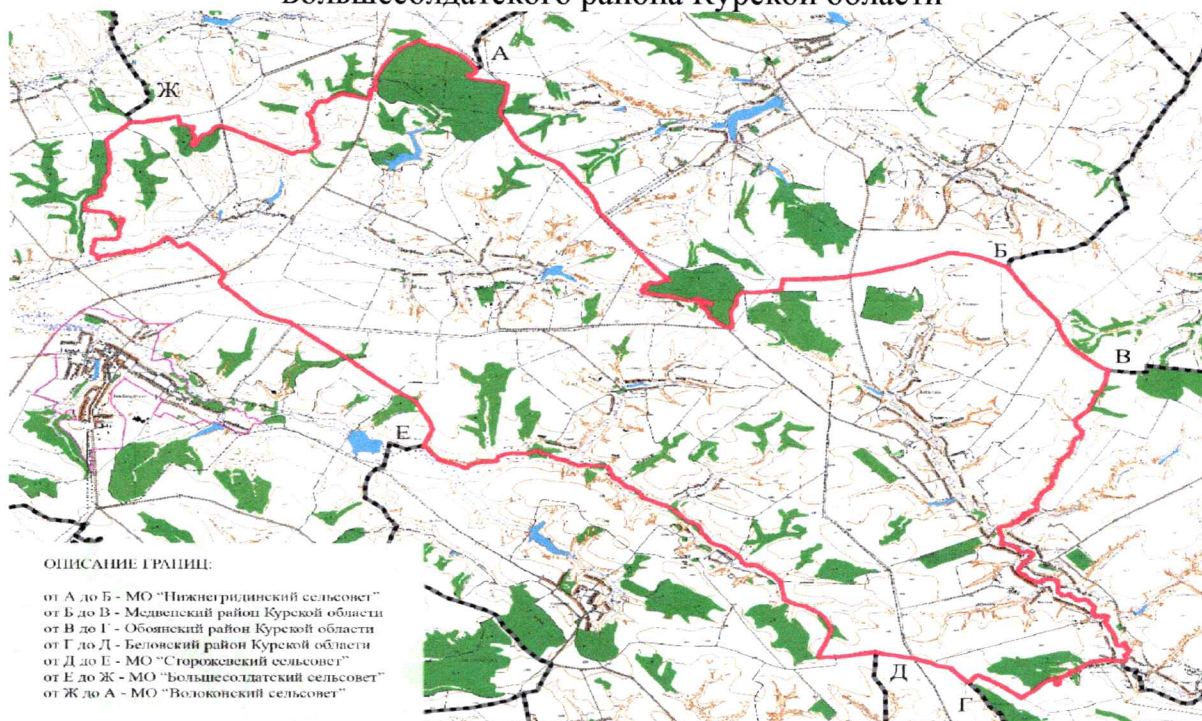 Большесолдатского района Курской области
А
Ж
Б
В
Е
Д
Г
ОПИСАНИЕ ГРАНИЦ:
от А до Б - МО "Нижнегридинский сельсовет"
от Б до В - Медвенский район Курской области
от В до Г - Обоянский район Курской области
от Г до Д - Беловский район Курской области
от Д до Е - МО "Сторожевский сельсовет"
от Е до Ж - МО "Большесолдатский сельсовет"
от Ж до А - МО "Волоконский сельсовет"